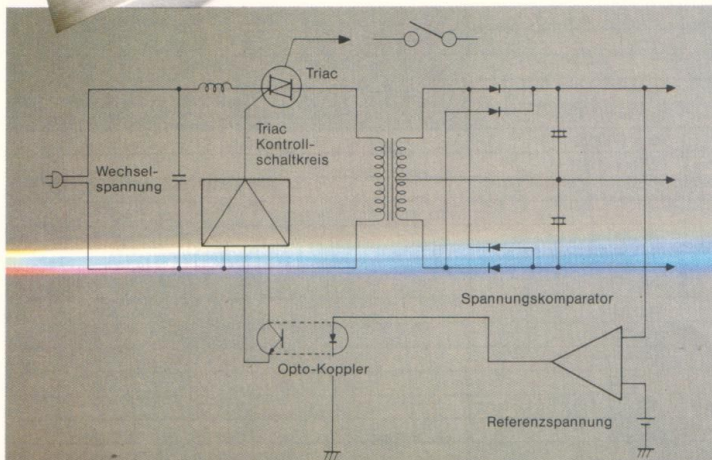 Triac
Triac
Kontroll-
schaltkreis
Wechsel-
spannung
Spannungskomparator
Opto-Koppler
Referenzspannung